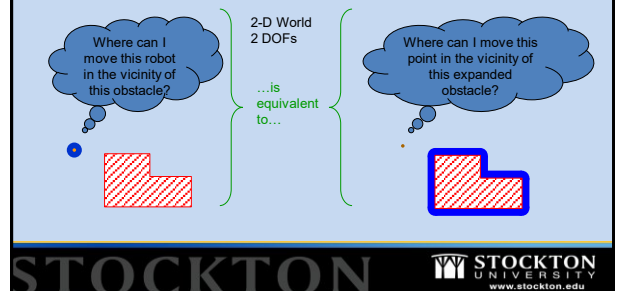 Where can I
move this robot
in the vicinity of
this obstacle?
2-D World
2 DOFs
…is
equivalent
to…
Where can I move this
point in the vicinity of
this expanded
obstacle?
STOCKTON
STOCKTON
UNIVERSITY
www.stockton.edu